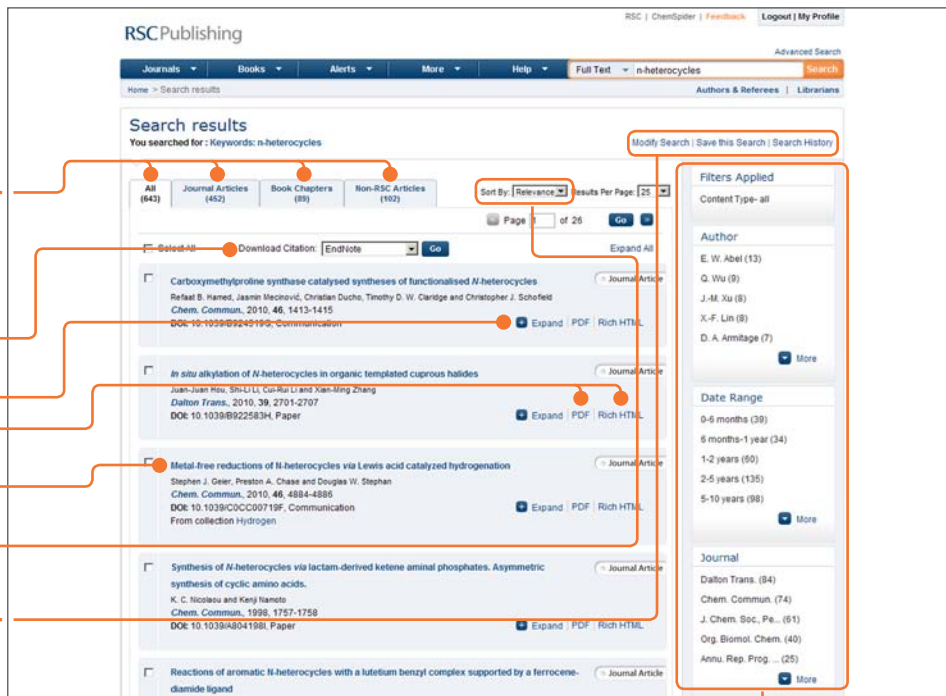 RSC | ChemSpider | Feedback Logout | My Profile
RSCPublishing
Advanced Search
Journals Books Alerts More Help Full Text n-heterocycles Search
Home > Search results Authors & Referees | Librarians
Search results
You searched for : Keywords: n-heterocycles
Modify Search | Save this Search | Search History
All (643) Journal Articles (452) Book Chapters (89) Non-RSC Articles (102)
Sort By: Relevance Results Per Page: 25
Page 1 of 26 Go
Select All Download Citation: EndNote Go Expand All
Carboxymethylproline synthase catalysed syntheses of functionalised N-heterocycles Journal Article
Refaat B. Hamed, Jasmin Mecinović, Christian Ducho, Timothy D. W. Claridge and Christopher J. Schofield
Chem. Commun., 2010, 46, 1413-1415
DOI: 10.1039/B924519G, Communication Expand PDF Rich HTML
In situ alkylation of N-heterocycles in organic templated cuprous halides Journal Article
Juan-Juan Hou, Shi-Li Li, Cui-Rui Li and Xian-Ming Zhang
Dalton Trans., 2010, 39, 2701-2707
DOI: 10.1039/B922583H, Paper Expand PDF Rich HTML
Metal-free reductions of N-heterocycles via Lewis acid catalyzed hydrogenation Journal Article
Stephen J. Geier, Preston A. Chase and Douglas W. Stephan
Chem. Commun., 2010, 46, 4884-4886
DOI: 10.1039/C0CC00719F, Communication Expand PDF Rich HTML
From collection Hydrogen
Synthesis of N-heterocycles via lactam-derived ketene aminal phosphates. Asymmetric Journal Article
synthesis of cyclic amino acids.
K. C. Nicolaou and Kenji Namoto
Chem. Commun., 1998, 1757-1758
DOI: 10.1039/A804198I, Paper Expand PDF Rich HTML
Reactions of aromatic N-heterocycles with a lutetium benzyl complex supported by a ferrocene- Journal Article
diamide ligand
Filters Applied
Content Type- all
Author
E. W. Abel (13)
Q. Wu (9)
J.-M. Xu (8)
X.-F. Lin (8)
D. A. Armitage (7)
More
Date Range
0-6 months (39)
6 months-1 year (34)
1-2 years (60)
2-5 years (135)
5-10 years (98)
More
Journal
Dalton Trans. (84)
Chem. Commun. (74)
J. Chem. Soc., Pe... (61)
Org. Biomol. Chem. (40)
Annu. Rep. Prog. ... (25)
More